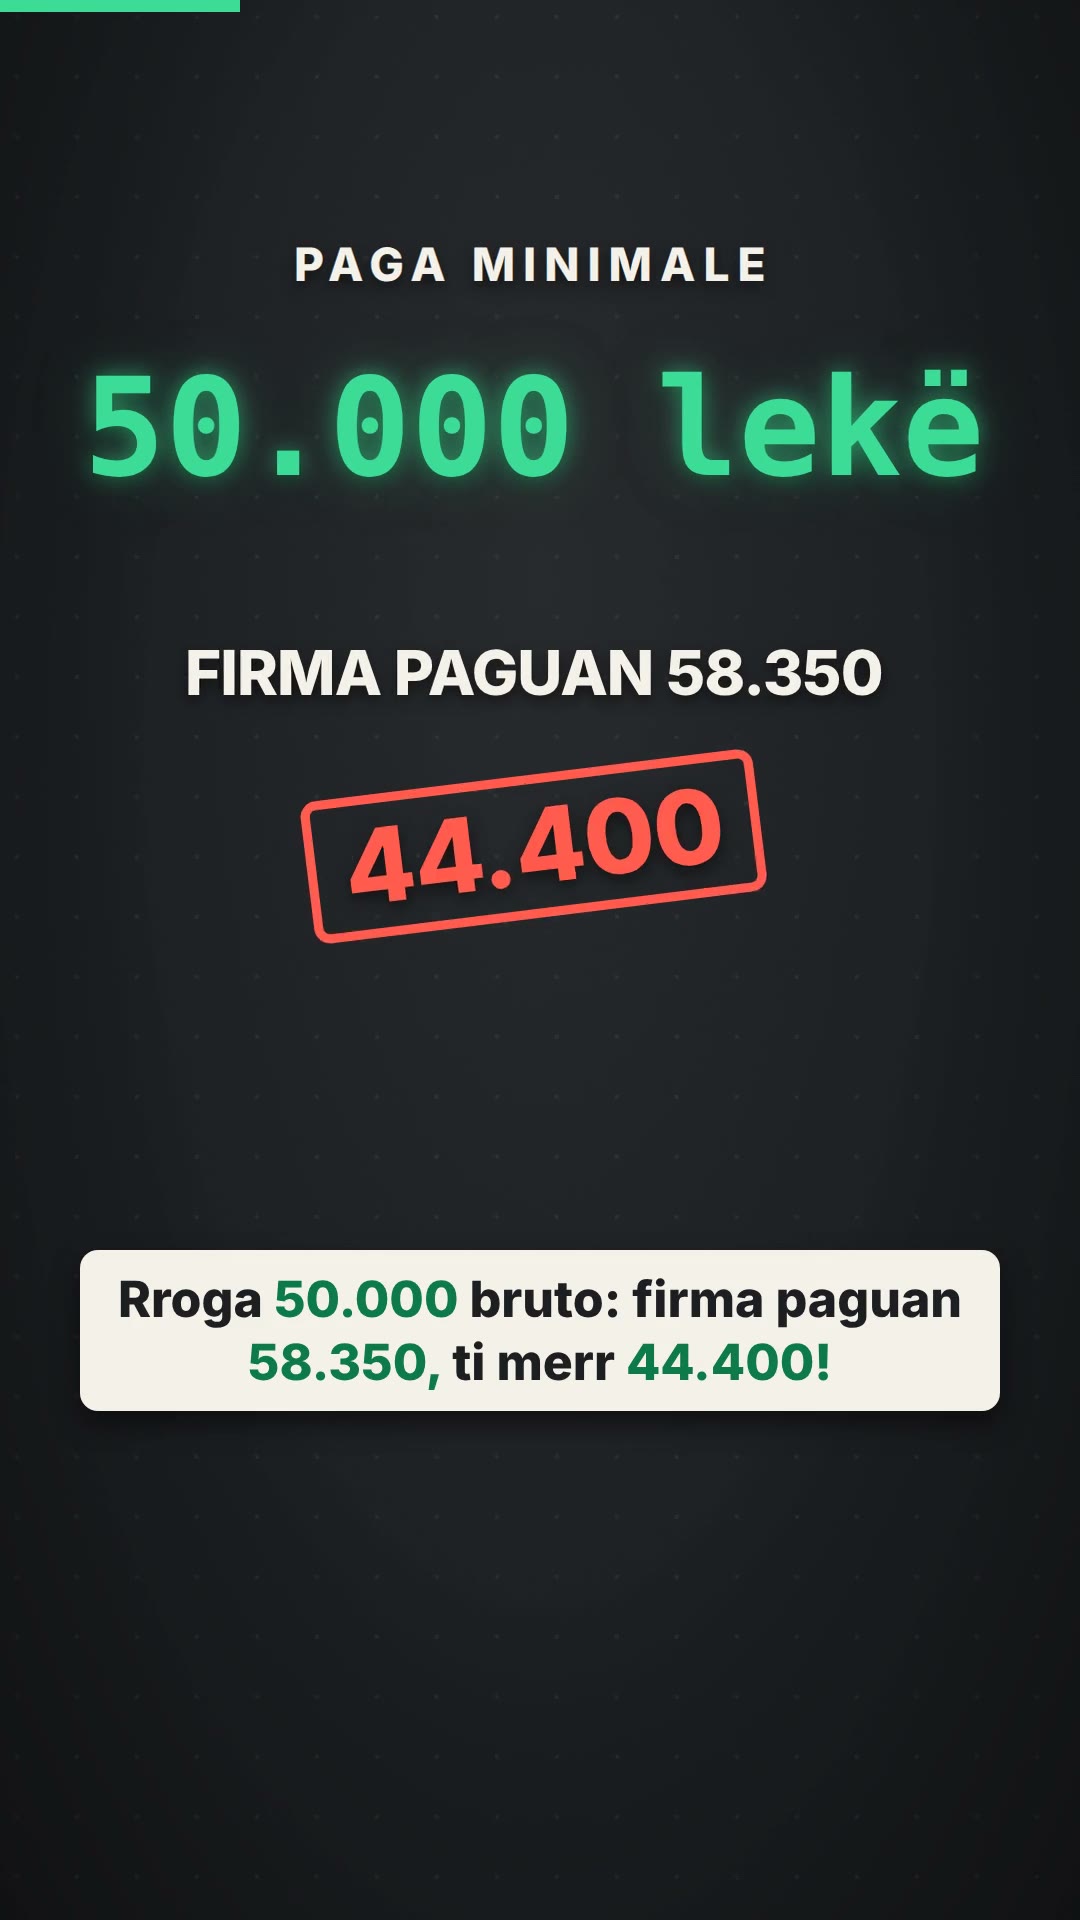 PAGA MINIMALE
50.000 lekë
FIRMA PAGUAN 58.350
44.400
Rroga 50.000 bruto: firma paguan
58.350, ti merr 44.400!